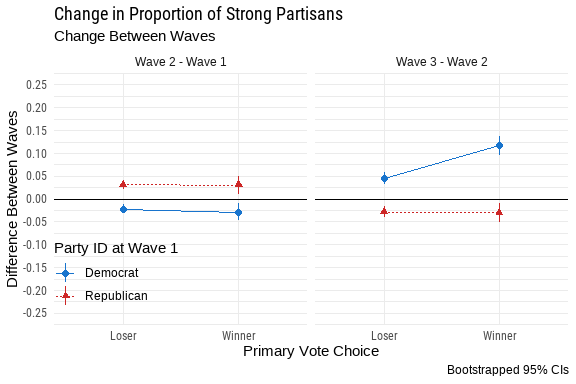 Change in Proportion of Strong Partisans
Change Between Waves
Wave 2 - Wave 1
Wave 3 - Wave 2
Difference Between Waves
0.25
0.20
0.15
0.10
0.05
0.00
-0.05
-0.10
-0.15
-0.20
-0.25
Party ID at Wave 1
Democrat
Republican
Loser
Winner
Loser
Winner
Primary Vote Choice
Bootstrapped 95% CIs